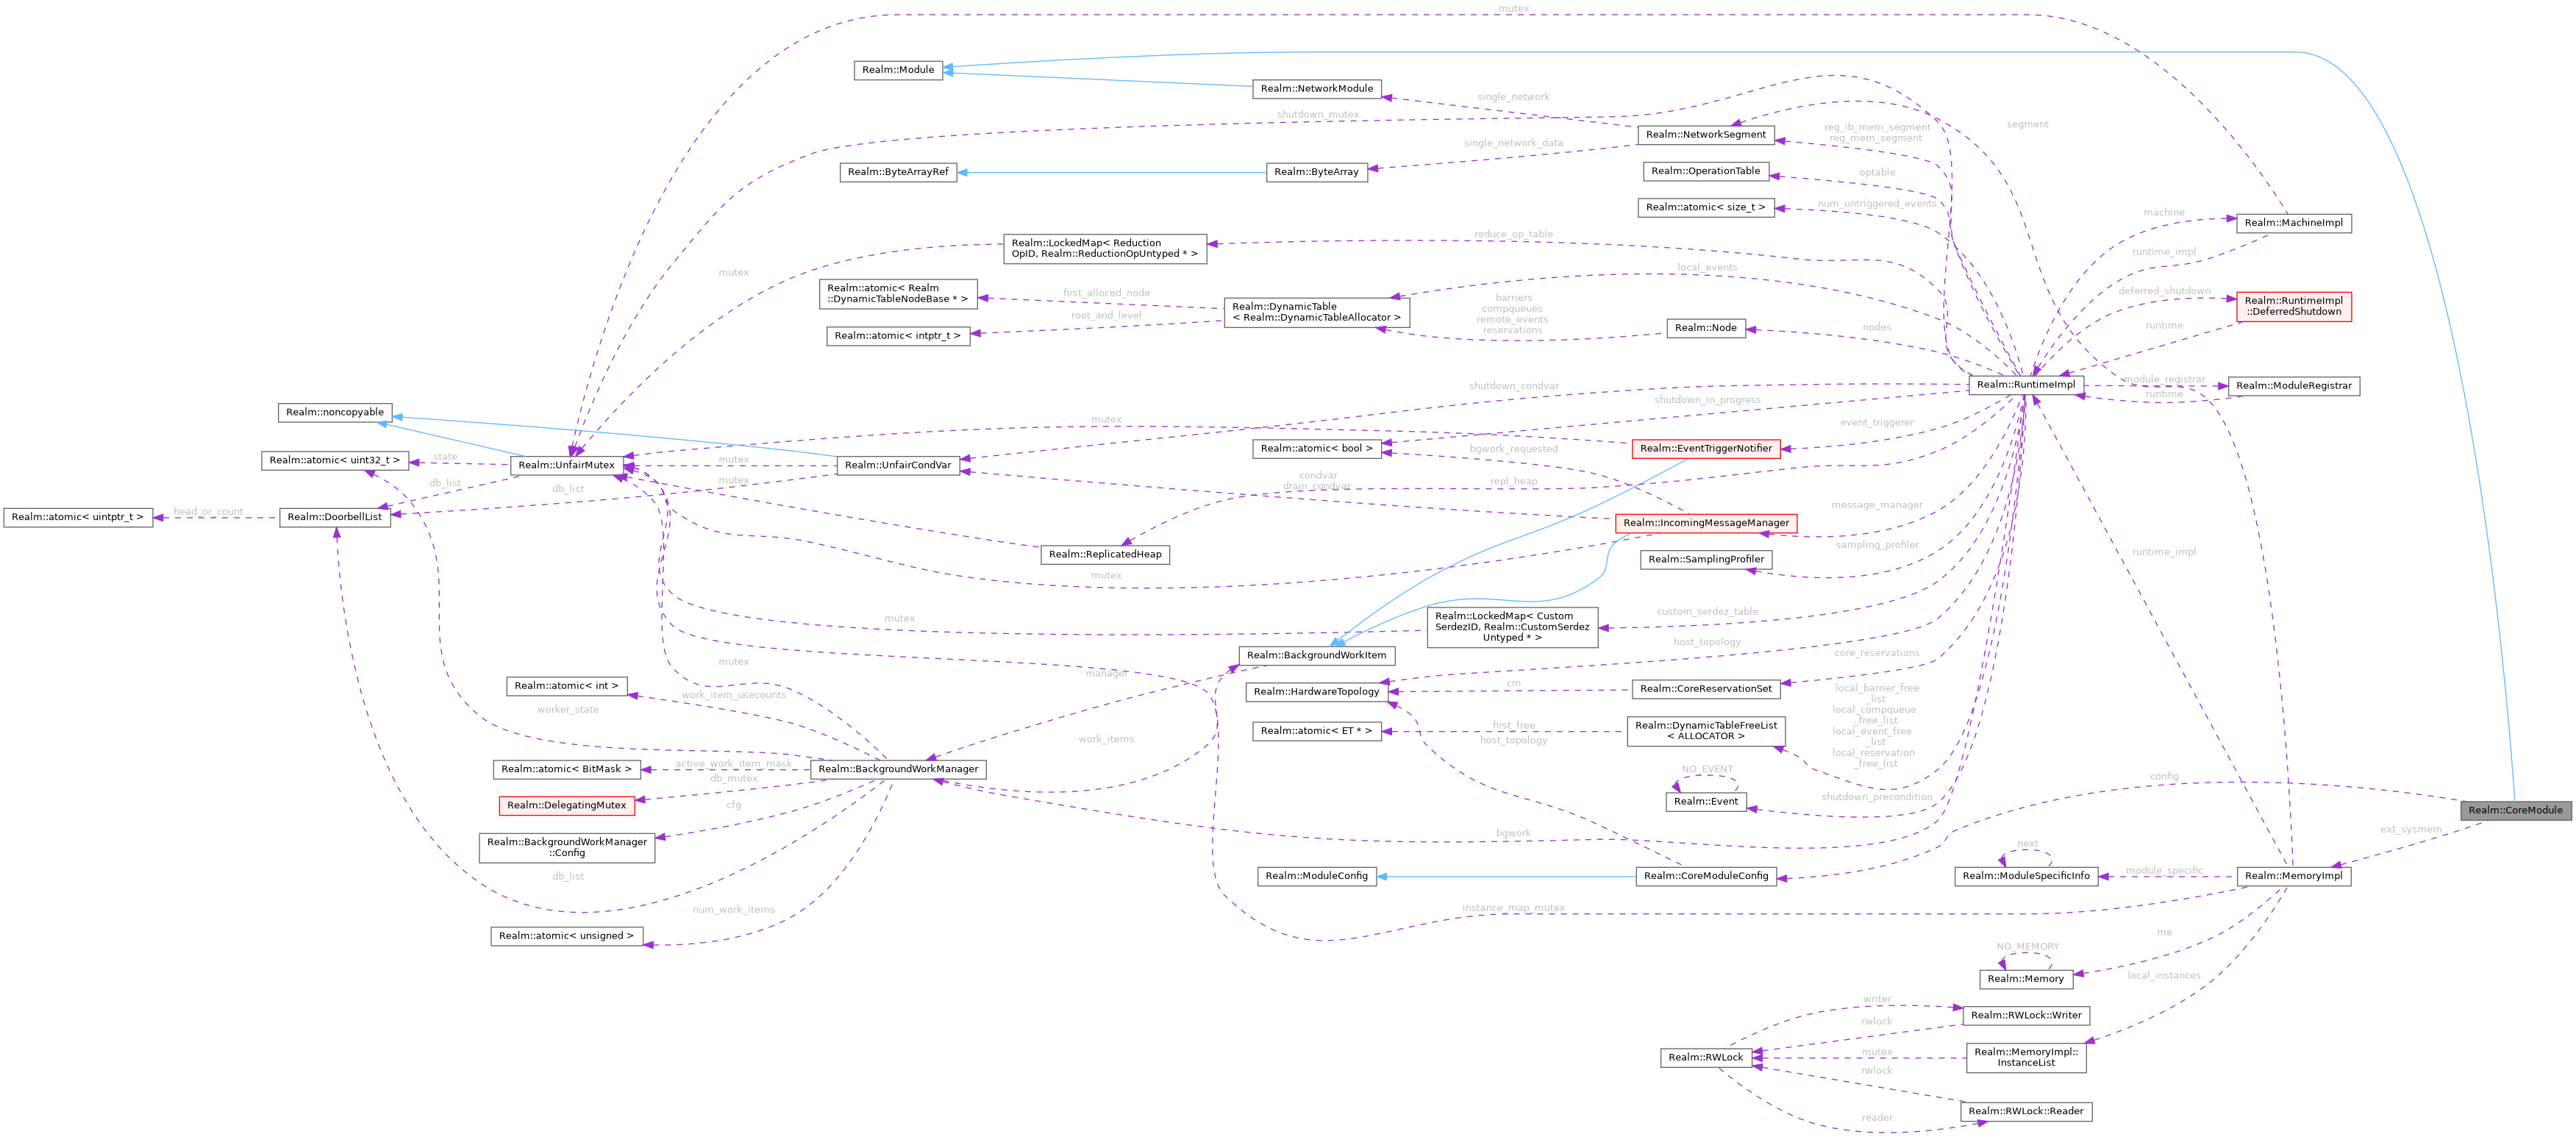 mutex
Realm::Module
Realm::NetworkModule
single_network
shutdown_mutex
segment
reg_ib_mem_segment
reg_mem_segment
Realm::NetworkSegment
single_network_data
Realm::ByteArrayRef
Realm::ByteArray
Realm::OperationTable
optable
Realm::atomic< size_t >
num_untriggered_events
machine
Realm::MachineImpl
Realm::LockedMap< Reduction
OpID, Realm::ReductionOpUntyped * >
reduce_op_table
runtime_impl
mutex
local_events
Realm::atomic< Realm
::DynamicTableNodeBase * >
first_alloced_node
root_and_level
Realm::atomic< intptr_t >
Realm::DynamicTable
< Realm::DynamicTableAllocator >
barriers
compqueues
remote_events
reservations
Realm::Node
nodes
deferred_shutdown
Realm::RuntimeImpl
::DeferredShutdown
runtime
Realm::RuntimeImpl
module_registrar
runtime
Realm::ModuleRegistrar
shutdown_condvar
shutdown_in_progress
Realm::noncopyable
mutex
event_triggerer
Realm::atomic< uint32_t >
state
Realm::UnfairMutex
mutex
Realm::UnfairCondVar
Realm::atomic< bool >
bgwork_requested
Realm::EventTriggerNotifier
db_list
db_list
mutex
condvar
drain_condvar
repl_heap
Realm::atomic< uintptr_t >
head_or_count
Realm::DoorbellList
Realm::IncomingMessageManager
message_manager
Realm::ReplicatedHeap
Realm::SamplingProfiler
sampling_profiler
runtime_impl
mutex
mutex
Realm::LockedMap< Custom
SerdezID, Realm::CustomSerdez
Untyped * >
custom_serdez_table
host_topology
core_reservations
Realm::BackgroundWorkItem
mutex
manager
Realm::atomic< int >
work_item_usecounts
worker_state
Realm::HardwareTopology
cm
Realm::CoreReservationSet
local_barrier_free
_list
local_compqueue
_free_list
local_event_free
_list
local_reservation
_free_list
Realm::atomic< ET * >
first_free
host_topology
Realm::DynamicTableFreeList
< ALLOCATOR >
work_items
Realm::atomic< BitMask >
active_work_item_mask
Realm::BackgroundWorkManager
db_mutex
Realm::DelegatingMutex
cfg
NO_EVENT
Realm::Event
shutdown_precondition
config
Realm::CoreModule
ext_sysmem
bgwork
Realm::BackgroundWorkManager
::Config
db_list
Realm::ModuleConfig
Realm::CoreModuleConfig
next
Realm::ModuleSpecificInfo
module_specific
Realm::MemoryImpl
num_work_items
Realm::atomic< unsigned >
instance_map_mutex
me
NO_MEMORY
Realm::Memory
local_instances
writer
Realm::RWLock::Writer
rwlock
Realm::RWLock
mutex
Realm::MemoryImpl::
InstanceList
rwlock
reader
Realm::RWLock::Reader